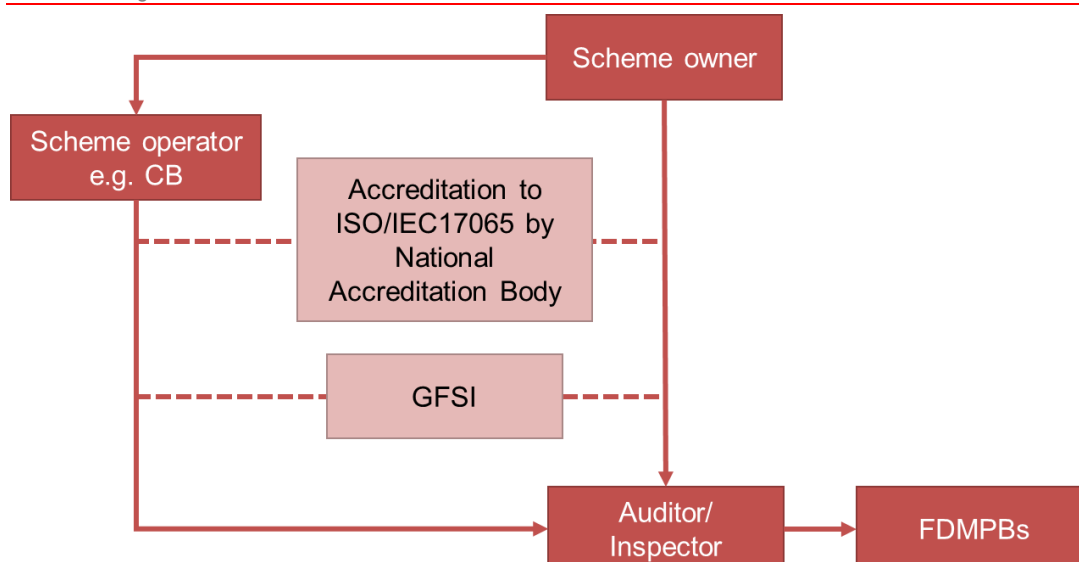 Scheme owner
Scheme operator
e.g. CB
Accreditation to
ISO/IEC17065 by
National
Accreditation Body
GFSI
Auditor/
Inspector
FDMPBs